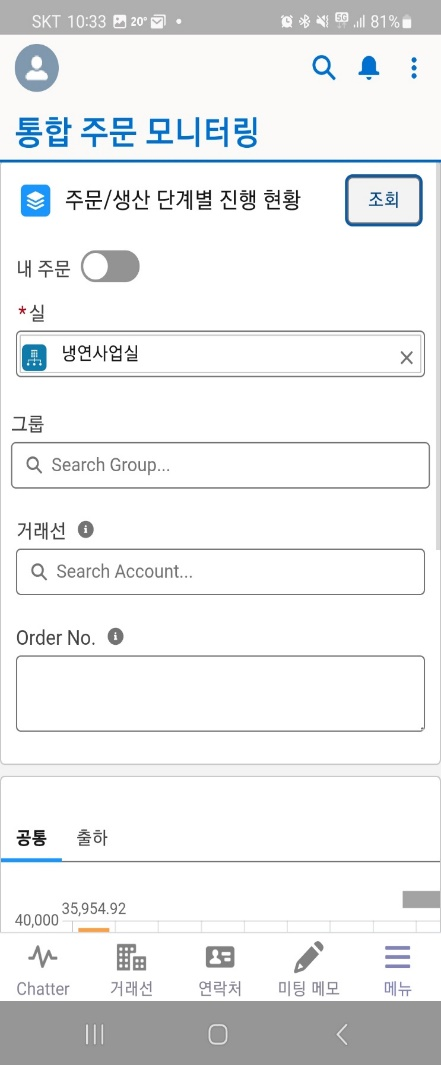 SKT 10:33 20° 5G 81%
통합 주문 모니터링
주문/생산 단계별 진행 현황 조회
내 주문
*실
냉연사업실
그룹
Search Group...
거래선
Search Account...
Order No.
공통 출하
35,954.92
40,000
Chatter 거래선 연락처 미팅 메모 메뉴